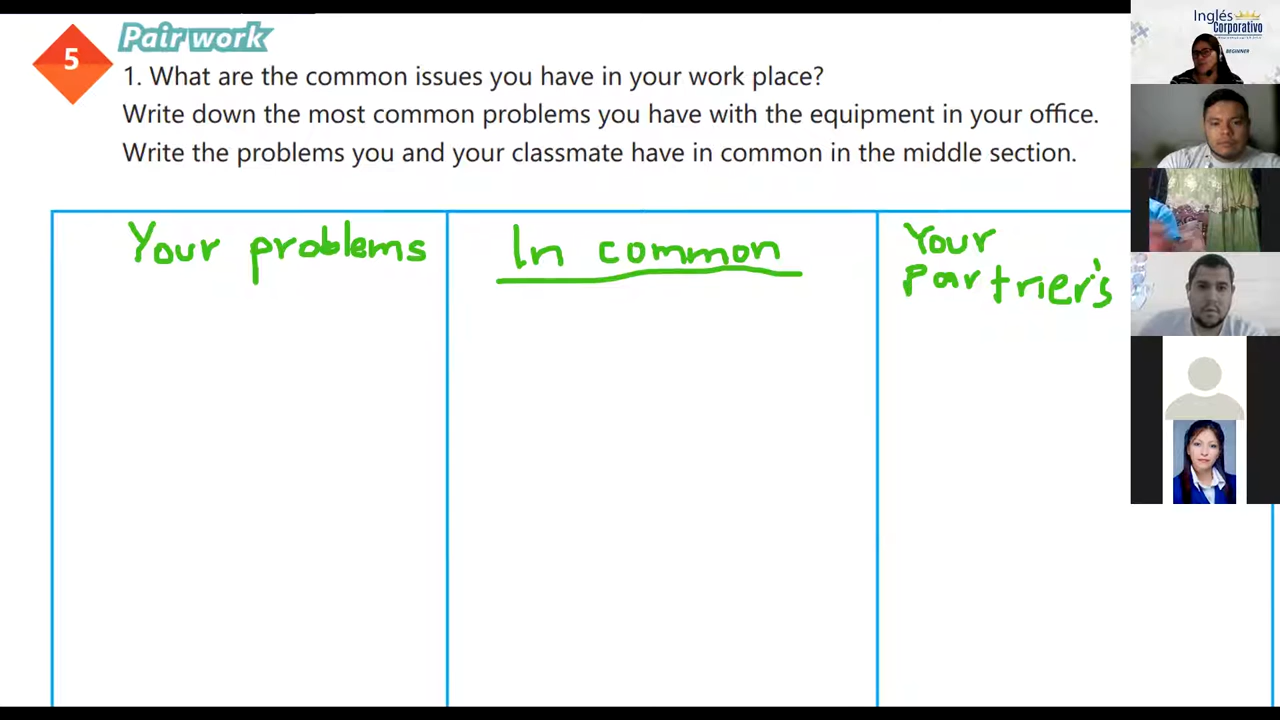 5
Pair work
1. What are the common issues you have in your work place?
Write down the most common problems you have with the equipment in your office.
Write the problems you and your classmate have in common in the middle section.
Your problems
In common
Your
partner's
Inglés
Corporativo
BEGINNER